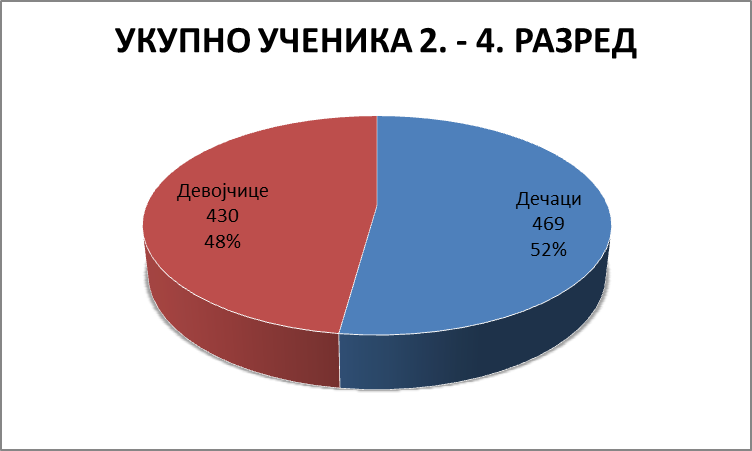 УКУПНО УЧЕНИКА 2. - 4. РАЗРЕД
Девојчице
430
48%
Дечаци
469
52%